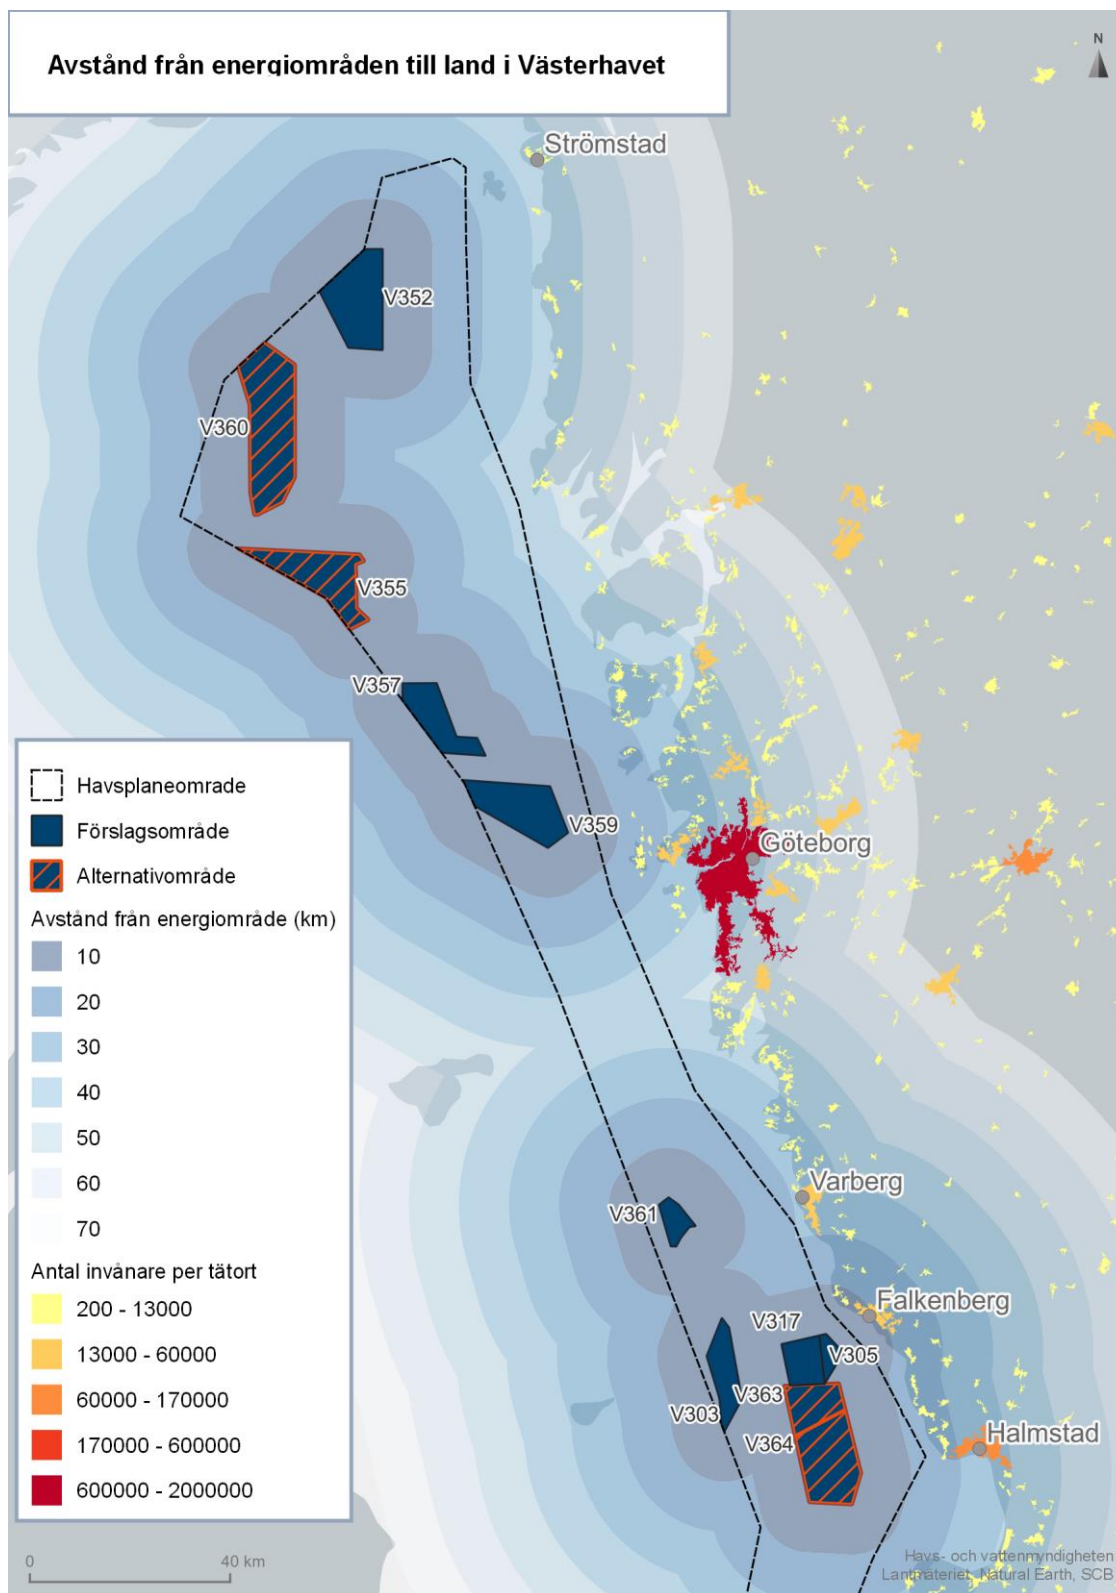 Avstånd från energiområden till land i Västerhavet
N
Strömstad
V352
V360
V355
V357
V359
Göteborg
Havsplaneområde
Förslagsområde
Alternativområde
Avstånd från energiområde (km)
10
20
30
40
50
60
70
Antal invånare per tätort
200 - 13000
13000 - 60000
60000 - 170000
170000 - 600000
600000 - 2000000
Varberg
V361
Falkenberg
V317
V305
V363
V303
V364
Halmstad
0 40 km
Havs- och vattenmyndigheten
Lantmäteriet, Natural Earth, SCB